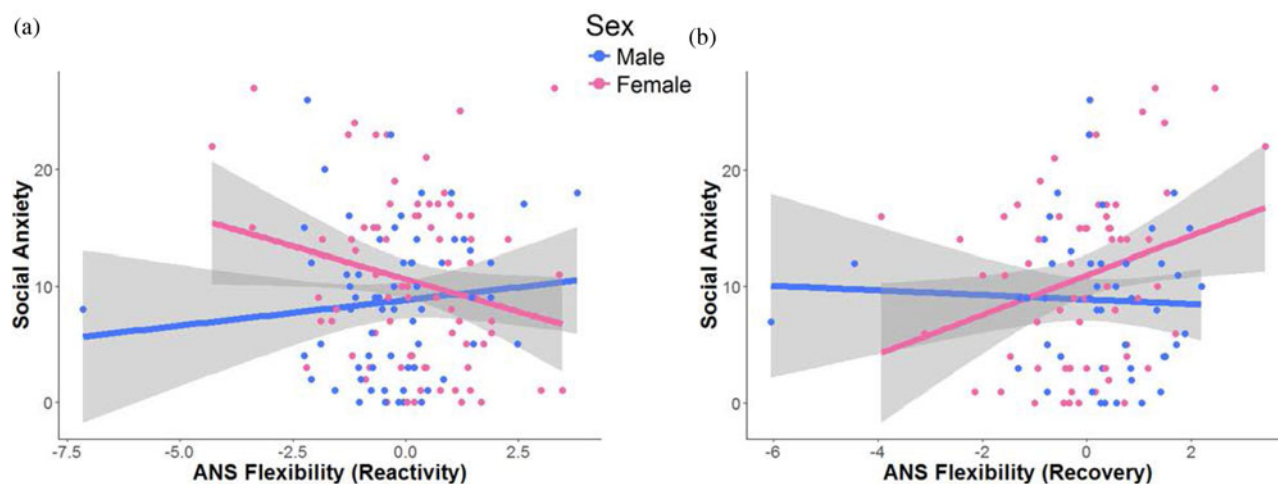 (a)
Sex
Male
Female
Social Anxiety
20
10
0
-7.5 -5.0 -2.5 0.0 2.5
ANS Flexibility (Reactivity)
(b)
Social Anxiety
20
10
0
-6 -4 -2 0 2
ANS Flexibility (Recovery)